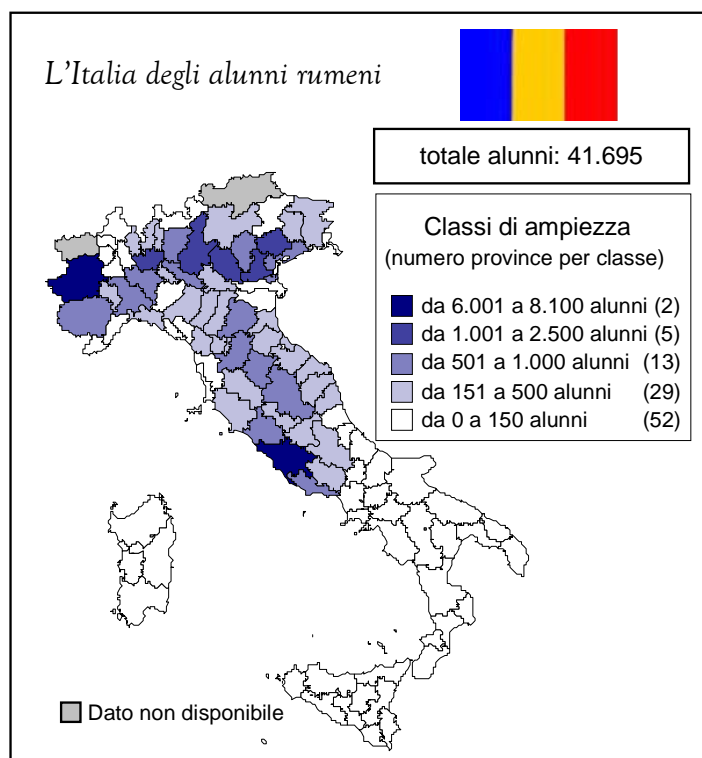 L'Italia degli alunni rumeni
totale alunni: 41.695
Classi di ampiezza
(numero province per classe)
da 6.001 a 8.100 alunni (2)
da 1.001 a 2.500 alunni (5)
da 501 a 1.000 alunni (13)
da 151 a 500 alunni (29)
da 0 a 150 alunni (52)
Dato non disponibile